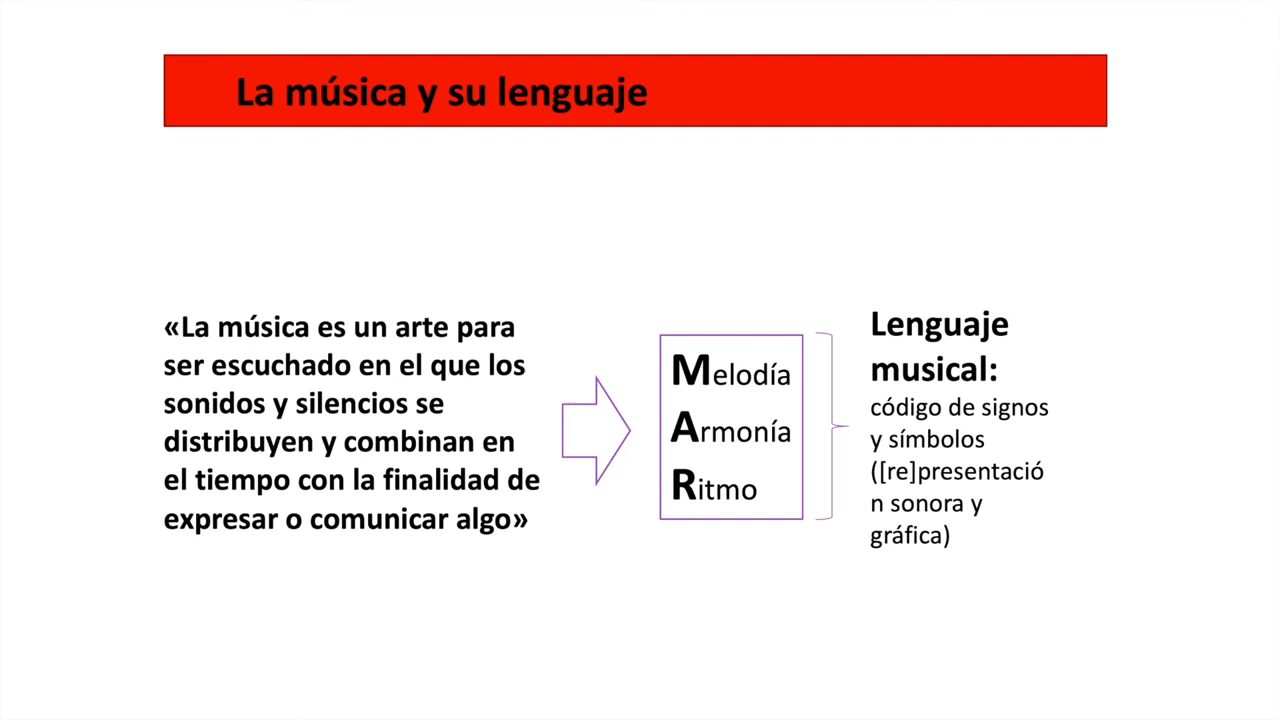 La música y su lenguaje
«La música es un arte para
ser escuchado en el que los
sonidos y silencios se
distribuyen y combinan en
el tiempo con la finalidad de
expresar o comunicar algo»
Melodía
Armonía
Ritmo
Lenguaje
musical:
código de signos
y símbolos
([re]presentació
n sonora y
gráfica)